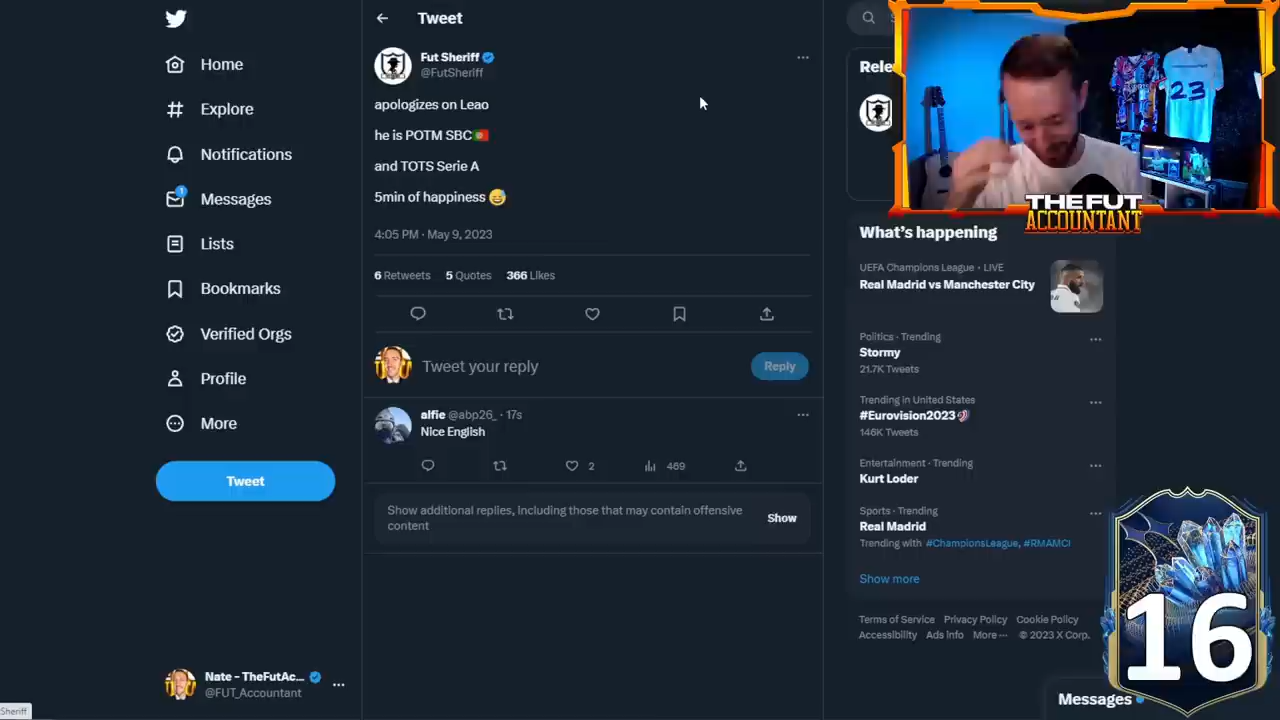 Tweet
Fut Sheriff
@FutSheriff
apologizes on Leao
he is POTM SBC🇵🇹
and TOTS Serie A
5min of happiness 😅
4:05 PM · May 9, 2023
6 Retweets 5 Quotes 366 Likes
Tweet your reply
Reply
alfie @abp26_ · 17s
Nice English
2 469
Show additional replies, including those that may contain offensive
content
Show
Home
Explore
Notifications
1
Messages
Lists
Bookmarks
Verified Orgs
Profile
More
Tweet
Nate - TheFutAc...
@FUT_Accountant
Sheriff
Rele
23
THE FUT
ACCOUNTANT
What's happening
UEFA Champions League · LIVE
Real Madrid vs Manchester City
Politics · Trending
Stormy
21.7K Tweets
Trending in United States
#Eurovision2023
146K Tweets
Entertainment · Trending
Kurt Loder
Sports · Trending
Real Madrid
Trending with #ChampionsLeague, #RMAMCI
Show more
Terms of Service Privacy Policy Cookie Policy
Accessibility Ads info More ··· © 2023 X Corp.
Messages
16